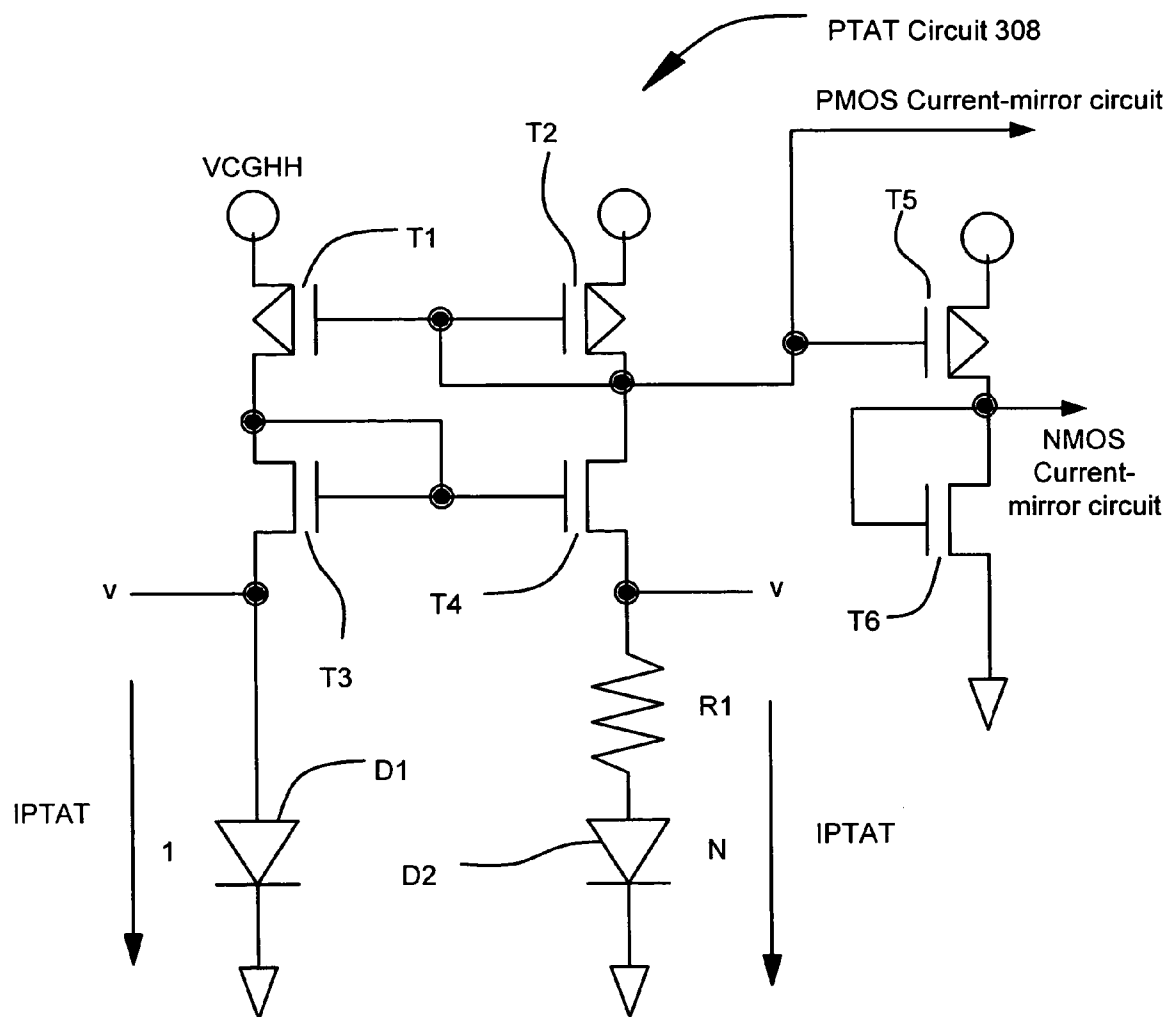 PTAT Circuit 308
PMOS Current-mirror circuit
T2
VCGHH
T5
T1
NMOS
Current-
mirror circuit
v
T4
v
T6
T3
R1
D1
IPTAT
1
D2
N
IPTAT